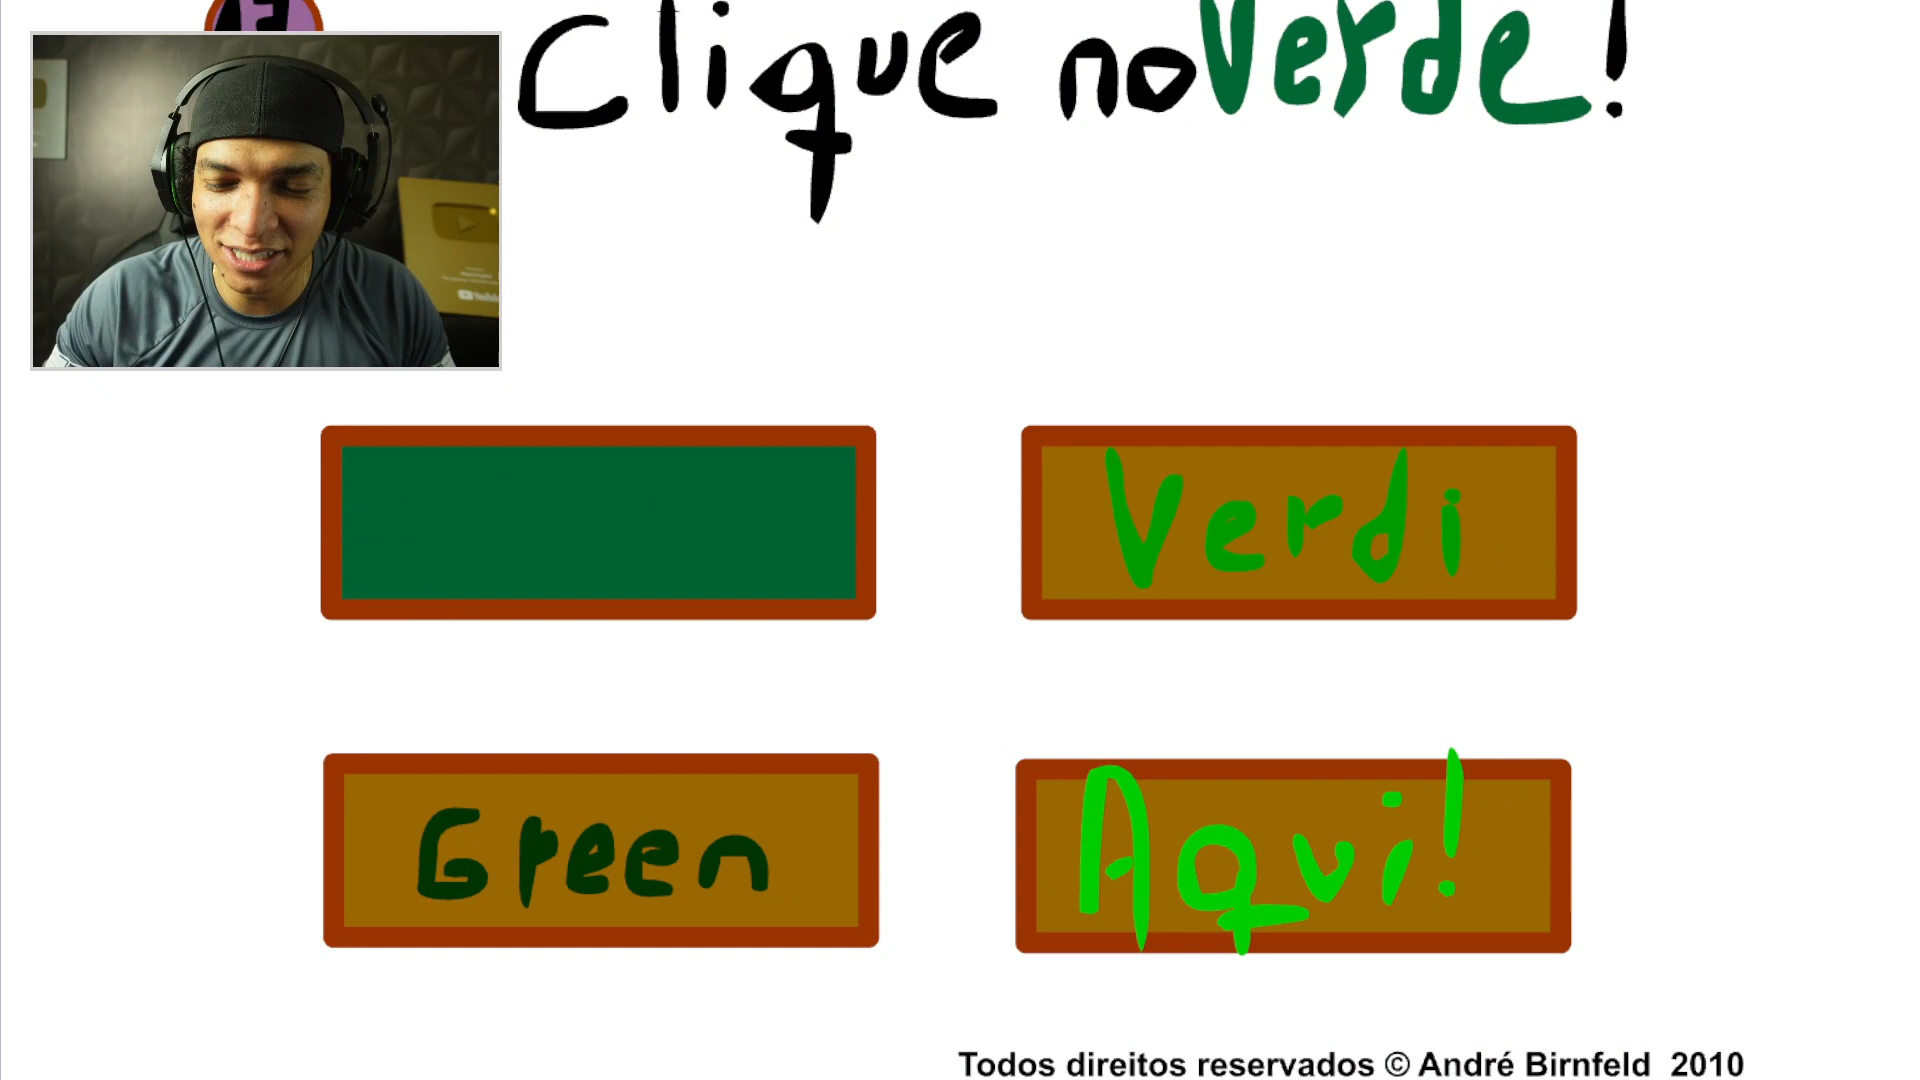 Clique no Verde!
Verdi
Green
Aqui!
Todos direitos reservados © André Birnfeld 2010